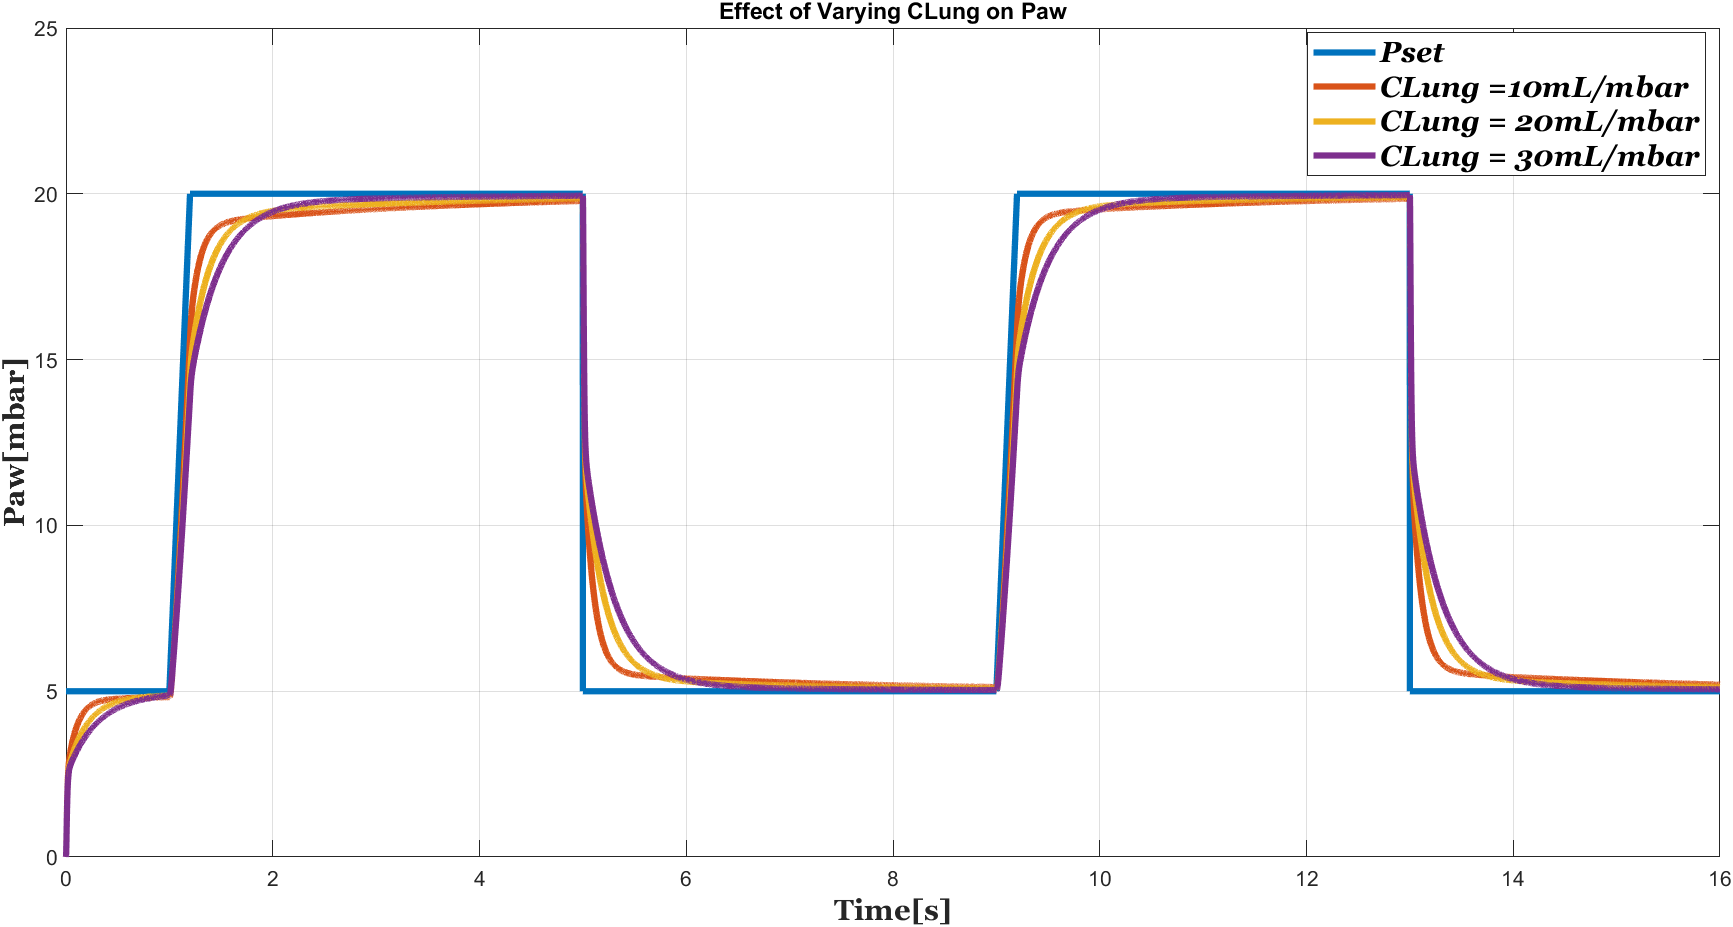 Effect of Varying CLung on Paw
25
20
15
10
5
0
Paw[mbar]
Pset
CLung =10mL/mbar
CLung = 20mL/mbar
CLung = 30mL/mbar
0 2 4 6 8 10 12 14 16
Time[s]